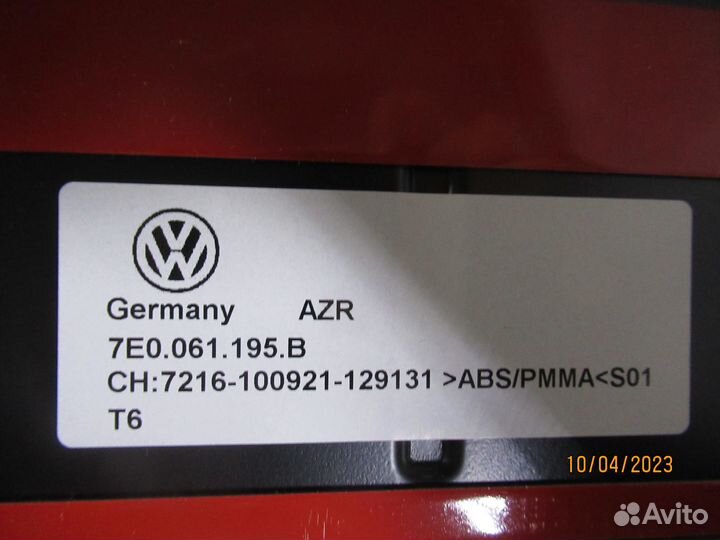 Germany AZR
7E0.061.195.B
CH:7216-100921-129131 >ABS/PMMA<S01
T6
10/04/2023
Avito